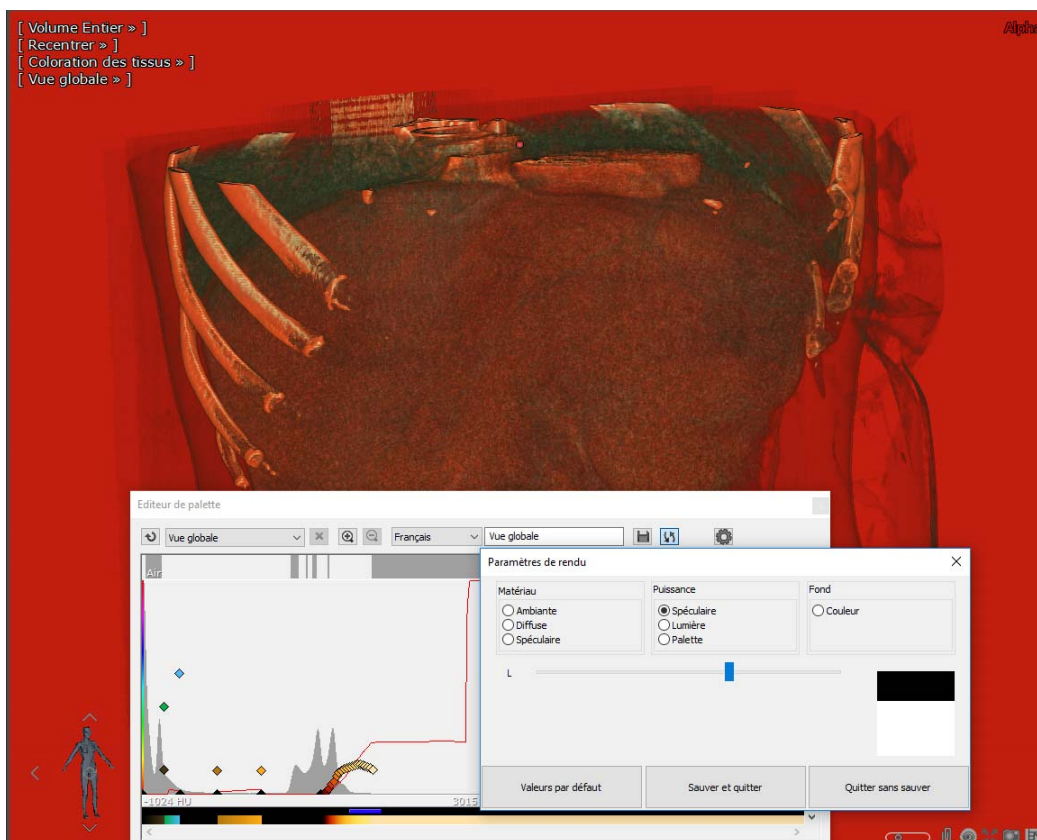 [ Volume Entier » ]
[ Recentrer » ]
[ Coloration des tissus » ]
[ Vue globale » ]
Alpha
Editeur de palette
Vue globale
Français
Vue globale
Air
-1024 HU
3015
Paramètres de rendu
Matériau
Ambiante
Diffuse
Spéculaire
Puissance
Spéculaire
Lumière
Palette
Fond
Couleur
L
Valeurs par défaut
Sauver et quitter
Quitter sans sauver